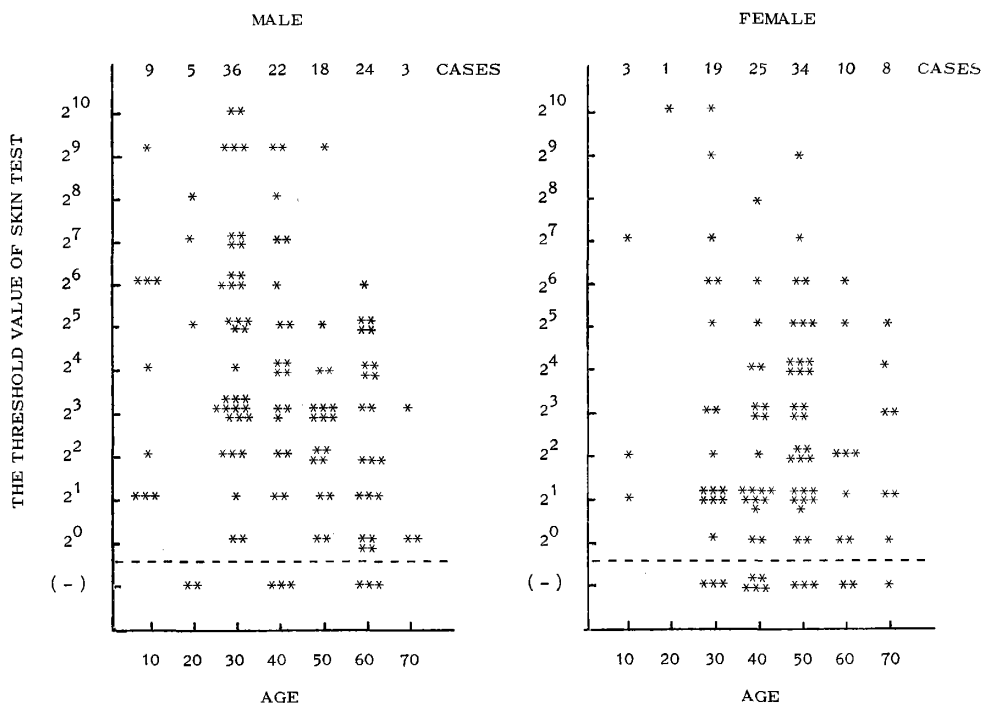 MALE
9 5 36 22 18 24 3 CASES
THE THRESHOLD VALUE OF SKIN TEST
2^10
2^9
2^8
2^7
2^6
2^5
2^4
2^3
2^2
2^1
2^0
(-)
10 20 30 40 50 60 70
AGE
FEMALE
3 1 19 25 34 10 8 CASES
2^10
2^9
2^8
2^7
2^6
2^5
2^4
2^3
2^2
2^1
2^0
(-)
10 20 30 40 50 60 70
AGE